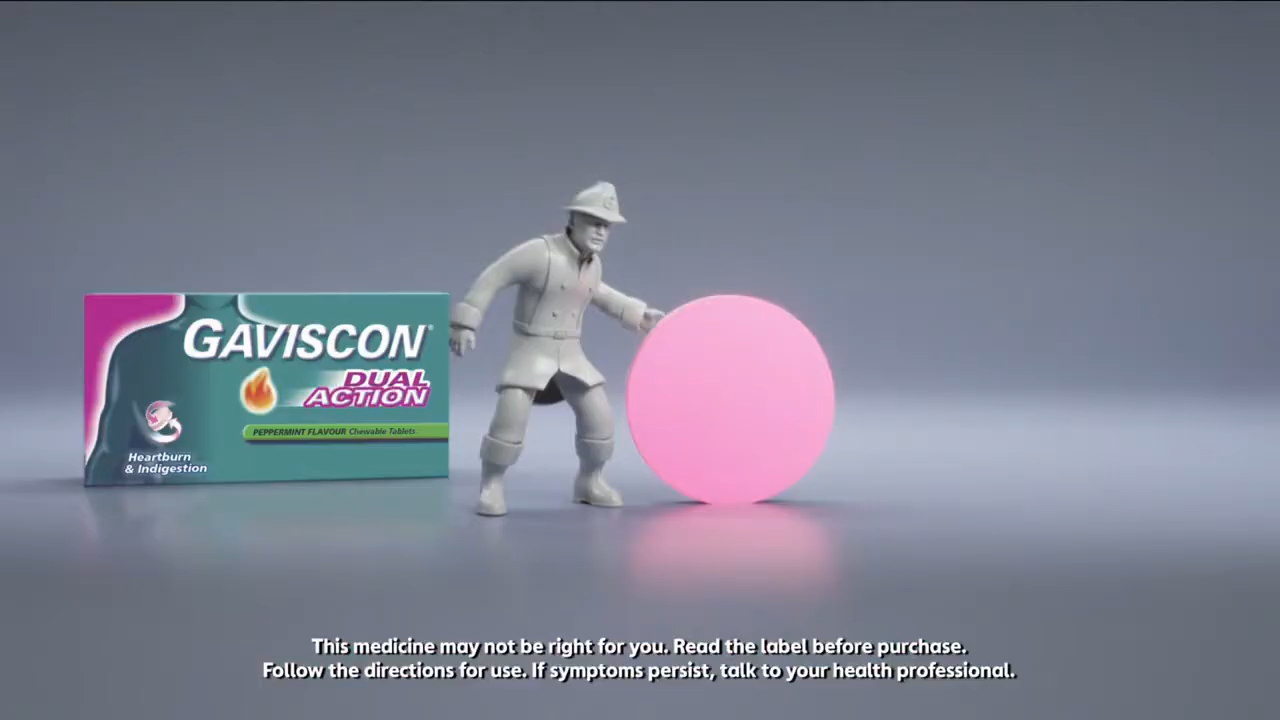 GAVISCON
DUAL
ACTION
PEPPERMINT FLAVOUR Chewable Tablets
Heartburn
& Indigestion
This medicine may not be right for you. Read the label before purchase.
Follow the directions for use. If symptoms persist, talk to your health professional.